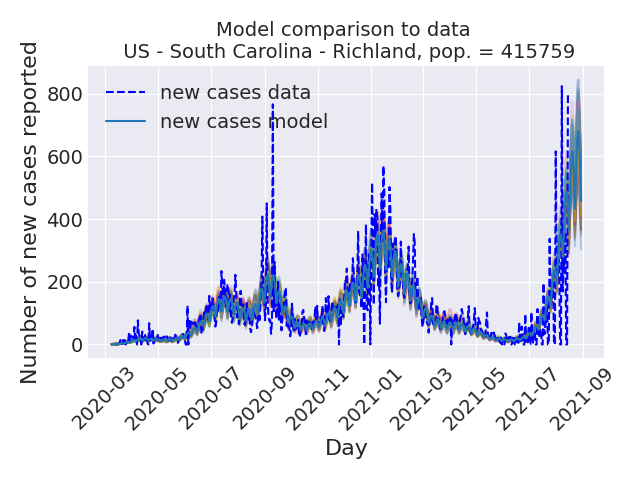 Model comparison to data
US - South Carolina - Richland, pop. = 415759
Number of new cases reported
800
600
400
200
0
new cases data
new cases model
2020-03
2020-05
2020-07
2020-09
2020-11
2021-01
2021-03
2021-05
2021-07
2021-09
Day